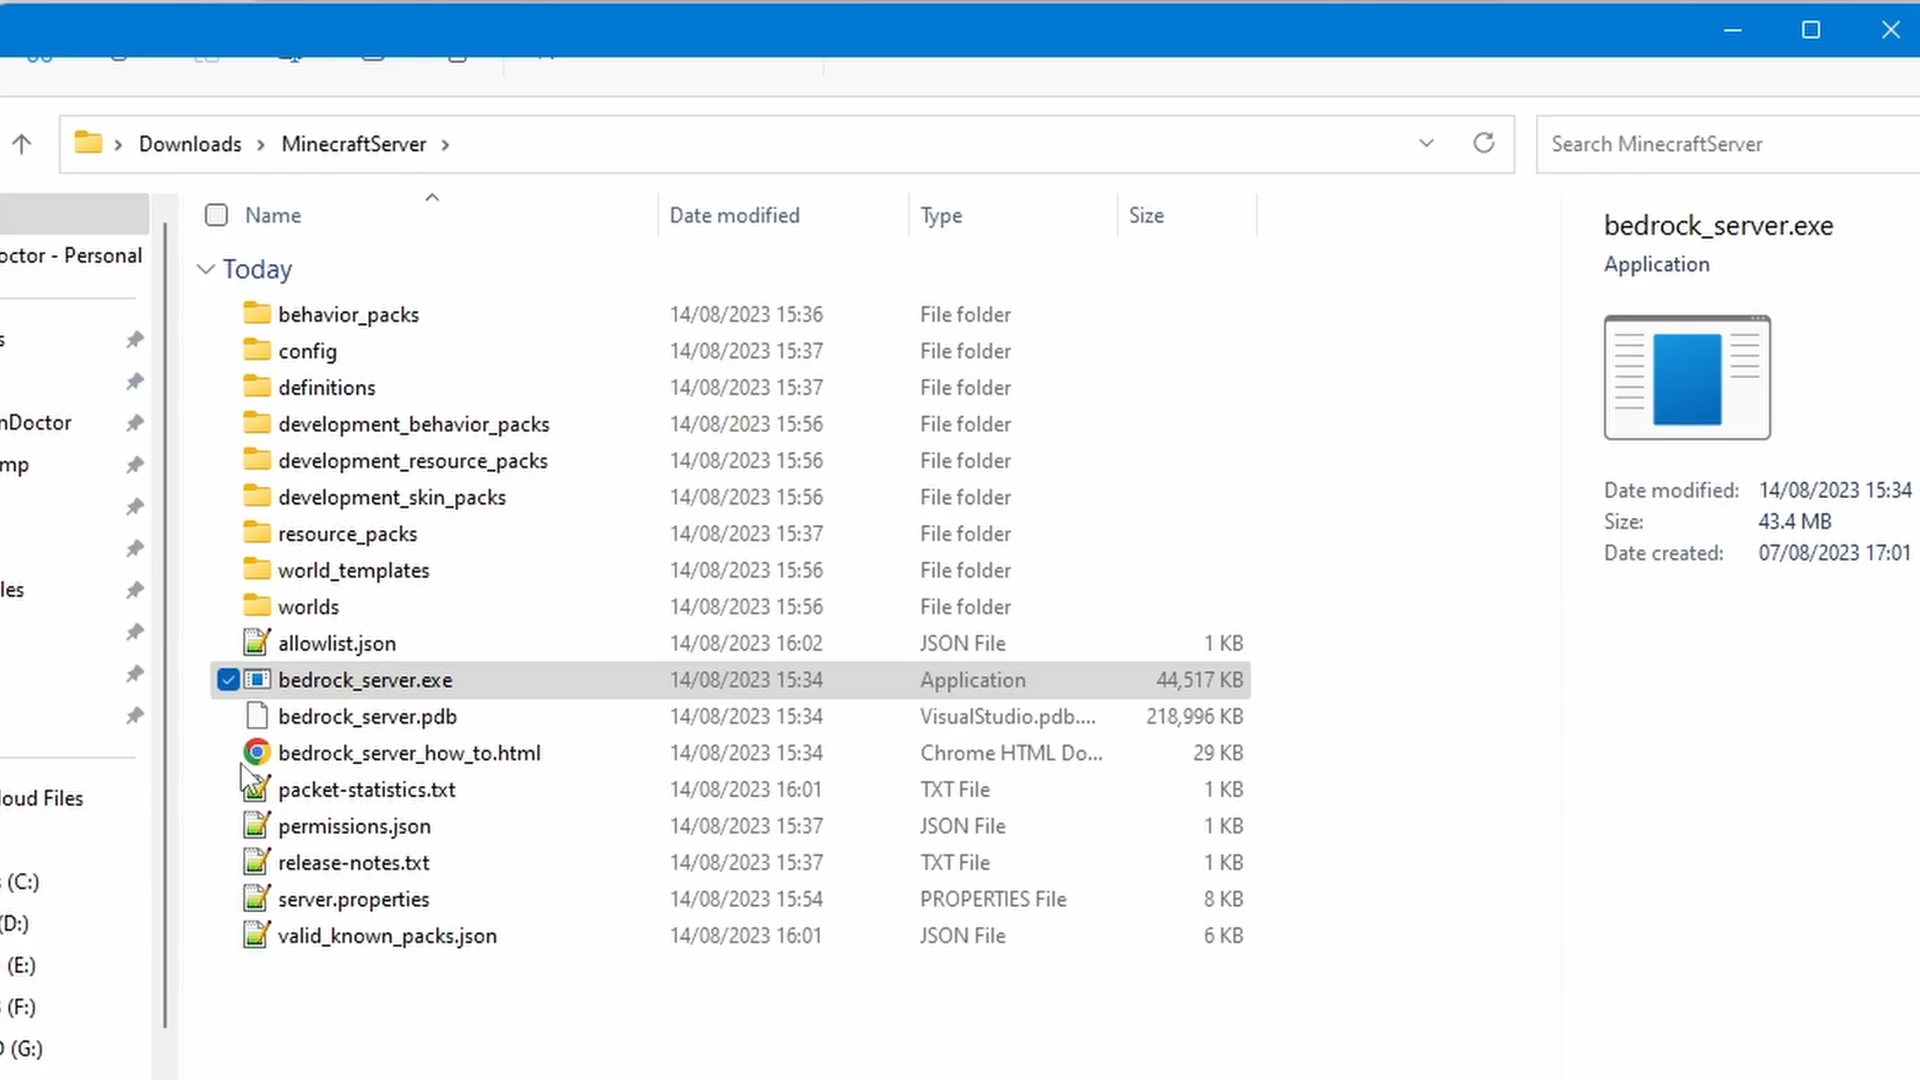 Downloads > MinecraftServer >
Search MinecraftServer
Name Date modified Type Size
Today
behavior_packs 14/08/2023 15:36 File folder
config 14/08/2023 15:37 File folder
definitions 14/08/2023 15:37 File folder
development_behavior_packs 14/08/2023 15:56 File folder
development_resource_packs 14/08/2023 15:56 File folder
development_skin_packs 14/08/2023 15:56 File folder
resource_packs 14/08/2023 15:37 File folder
world_templates 14/08/2023 15:56 File folder
worlds 14/08/2023 15:56 File folder
allowlist.json 14/08/2023 16:02 JSON File 1 KB
bedrock_server.exe 14/08/2023 15:34 Application 44,517 KB
bedrock_server.pdb 14/08/2023 15:34 VisualStudio.pdb.... 218,996 KB
bedrock_server_how_to.html 14/08/2023 15:34 Chrome HTML Do... 29 KB
packet-statistics.txt 14/08/2023 16:01 TXT File 1 KB
permissions.json 14/08/2023 15:37 JSON File 1 KB
release-notes.txt 14/08/2023 15:37 TXT File 1 KB
server.properties 14/08/2023 15:54 PROPERTIES File 8 KB
valid_known_packs.json 14/08/2023 16:01 JSON File 6 KB
octor - Personal
s
nDoctor
mp
les
loud Files
(C:)
(D:)
(E:)
(F:)
(G:)
bedrock_server.exe
Application
Date modified: 14/08/2023 15:34
Size: 43.4 MB
Date created: 07/08/2023 17:01